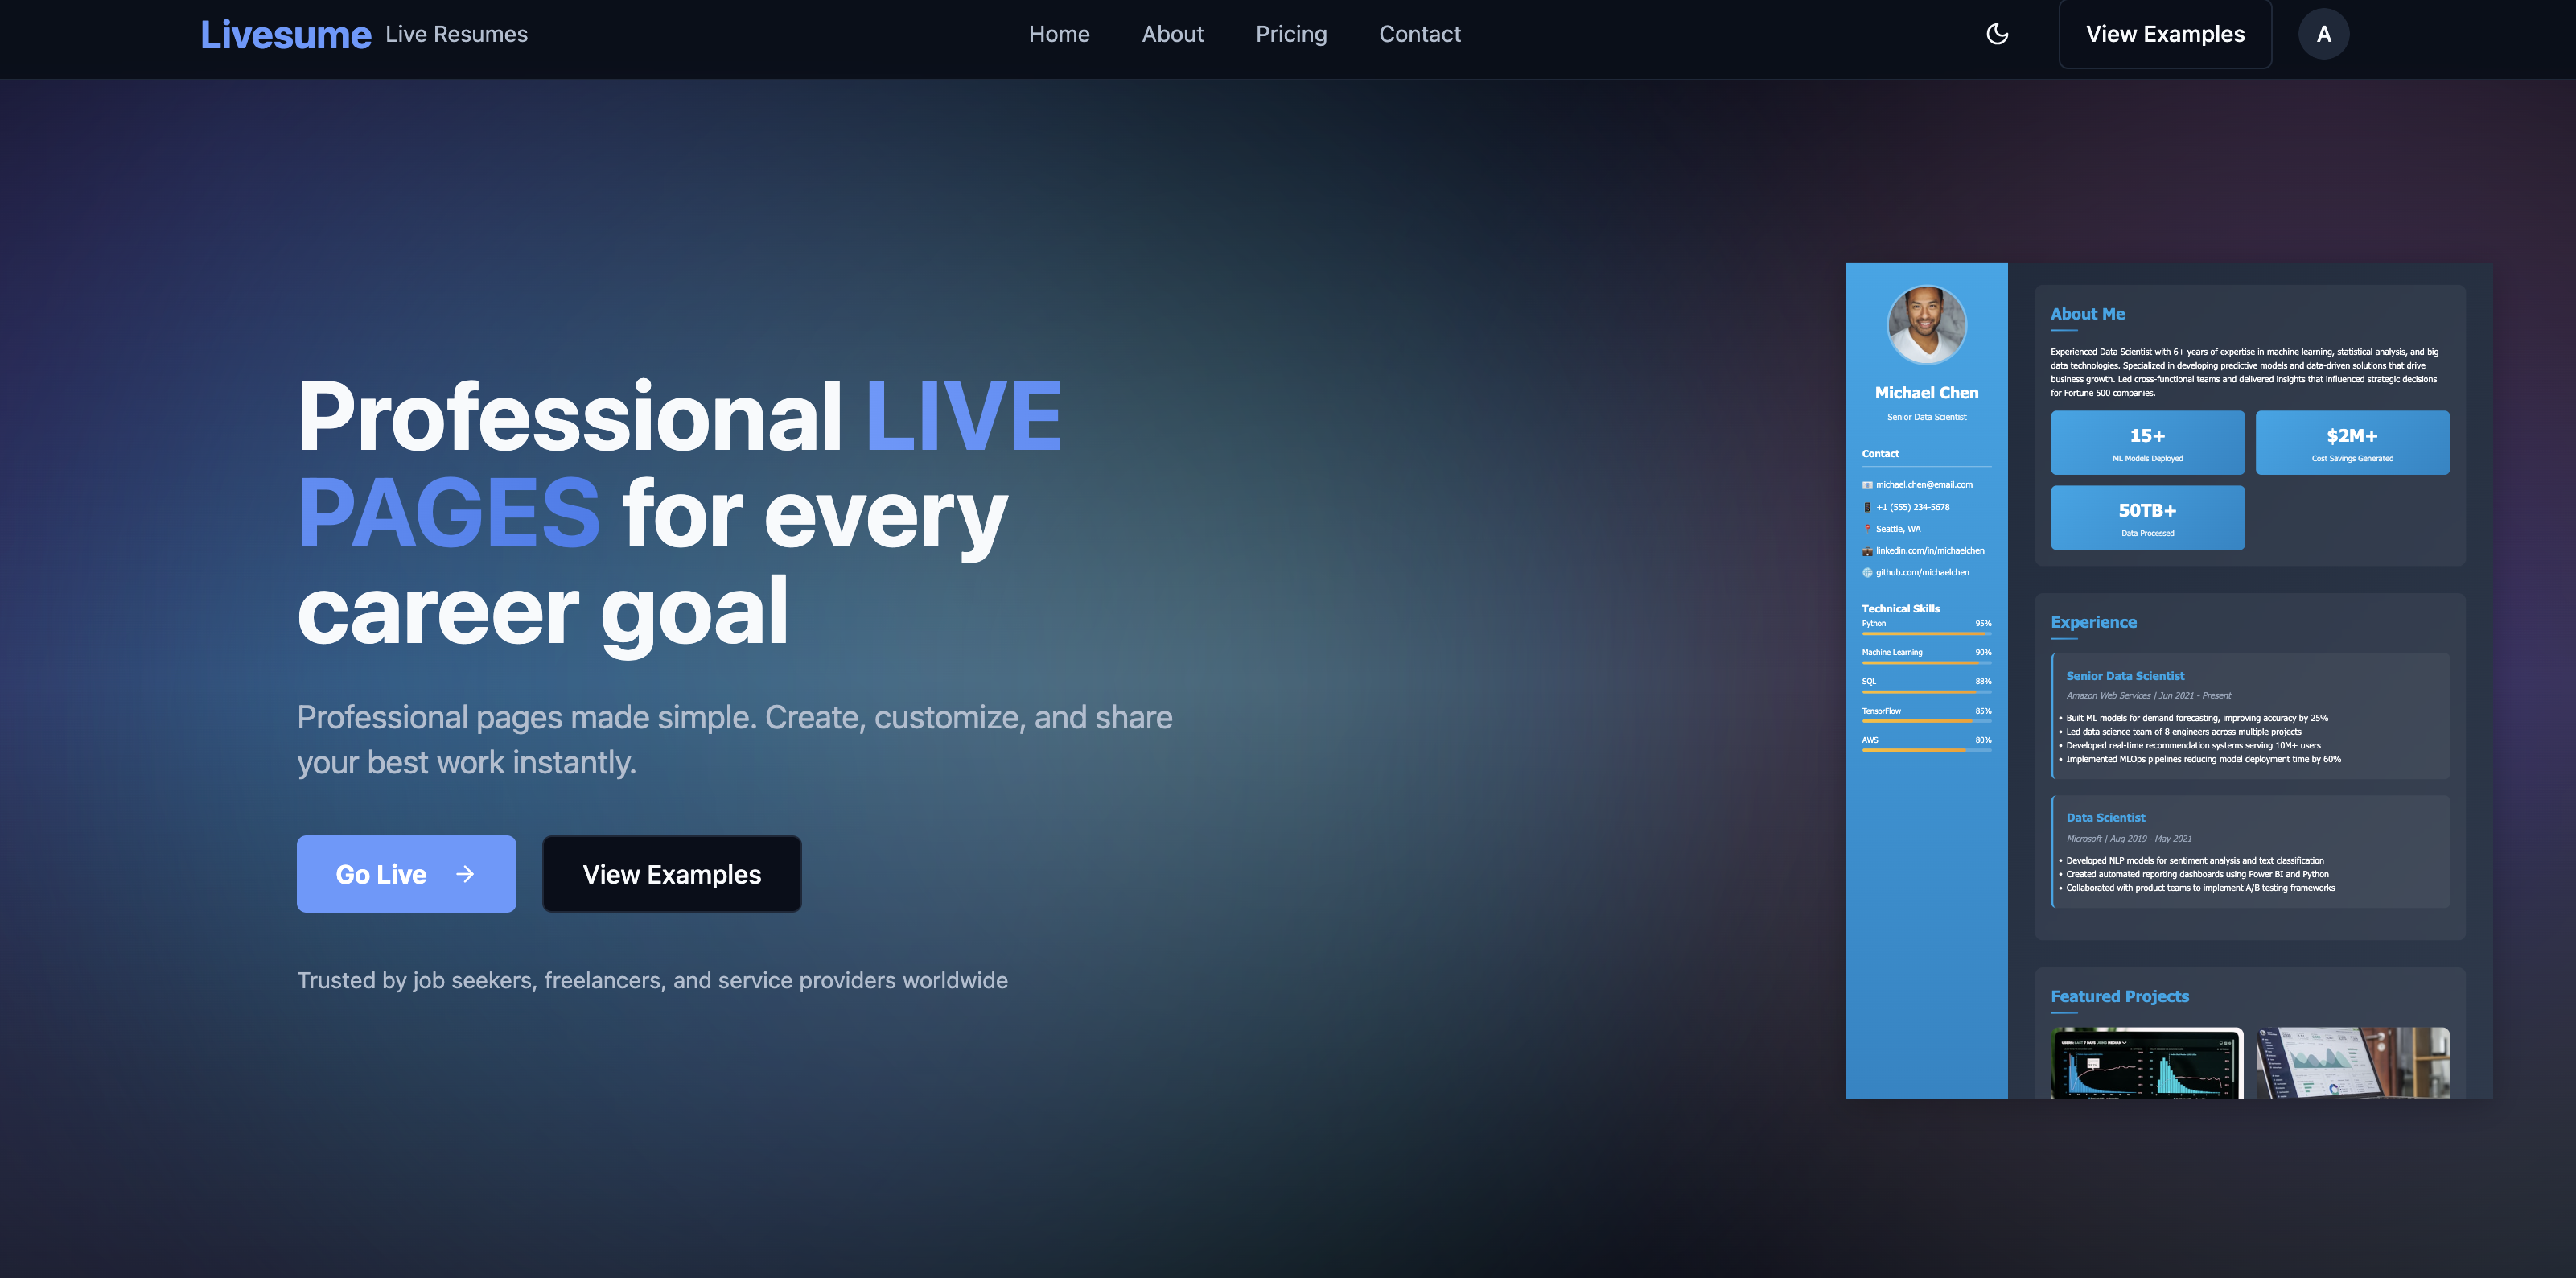 Livesume Live Resumes
Home
About
Pricing
Contact
View Examples
A
Professional LIVE
PAGES for every
career goal
Professional pages made simple. Create, customize, and share
your best work instantly.
Go Live →
View Examples
Trusted by job seekers, freelancers, and service providers worldwide
Michael Chen
Senior Data Scientist
Contact
michael.chen@email.com
+1 (555) 234-5678
Seattle, WA
linkedin.com/in/michaelchen
github.com/michaelchen
Technical Skills
Python 95%
Machine Learning 90%
SQL 88%
TensorFlow 85%
AWS 80%
About Me
Experienced Data Scientist with 6+ years of expertise in machine learning, statistical analysis, and big
data technologies. Specialized in developing predictive models and data-driven solutions that drive
business growth. Led cross-functional teams and delivered insights that influenced strategic decisions
for Fortune 500 companies.
15+
ML Models Deployed
$2M+
Cost Savings Generated
50TB+
Data Processed
Experience
Senior Data Scientist
Amazon Web Services | Jun 2021 - Present
• Built ML models for demand forecasting, improving accuracy by 25%
• Led data science team of 8 engineers across multiple projects
• Developed real-time recommendation systems serving 10M+ users
• Implemented MLOps pipelines reducing model deployment time by 60%
Data Scientist
Microsoft | Aug 2019 - May 2021
• Developed NLP models for sentiment analysis and text classification
• Created automated reporting dashboards using Power BI and Python
• Collaborated with product teams to implement A/B testing frameworks
Featured Projects